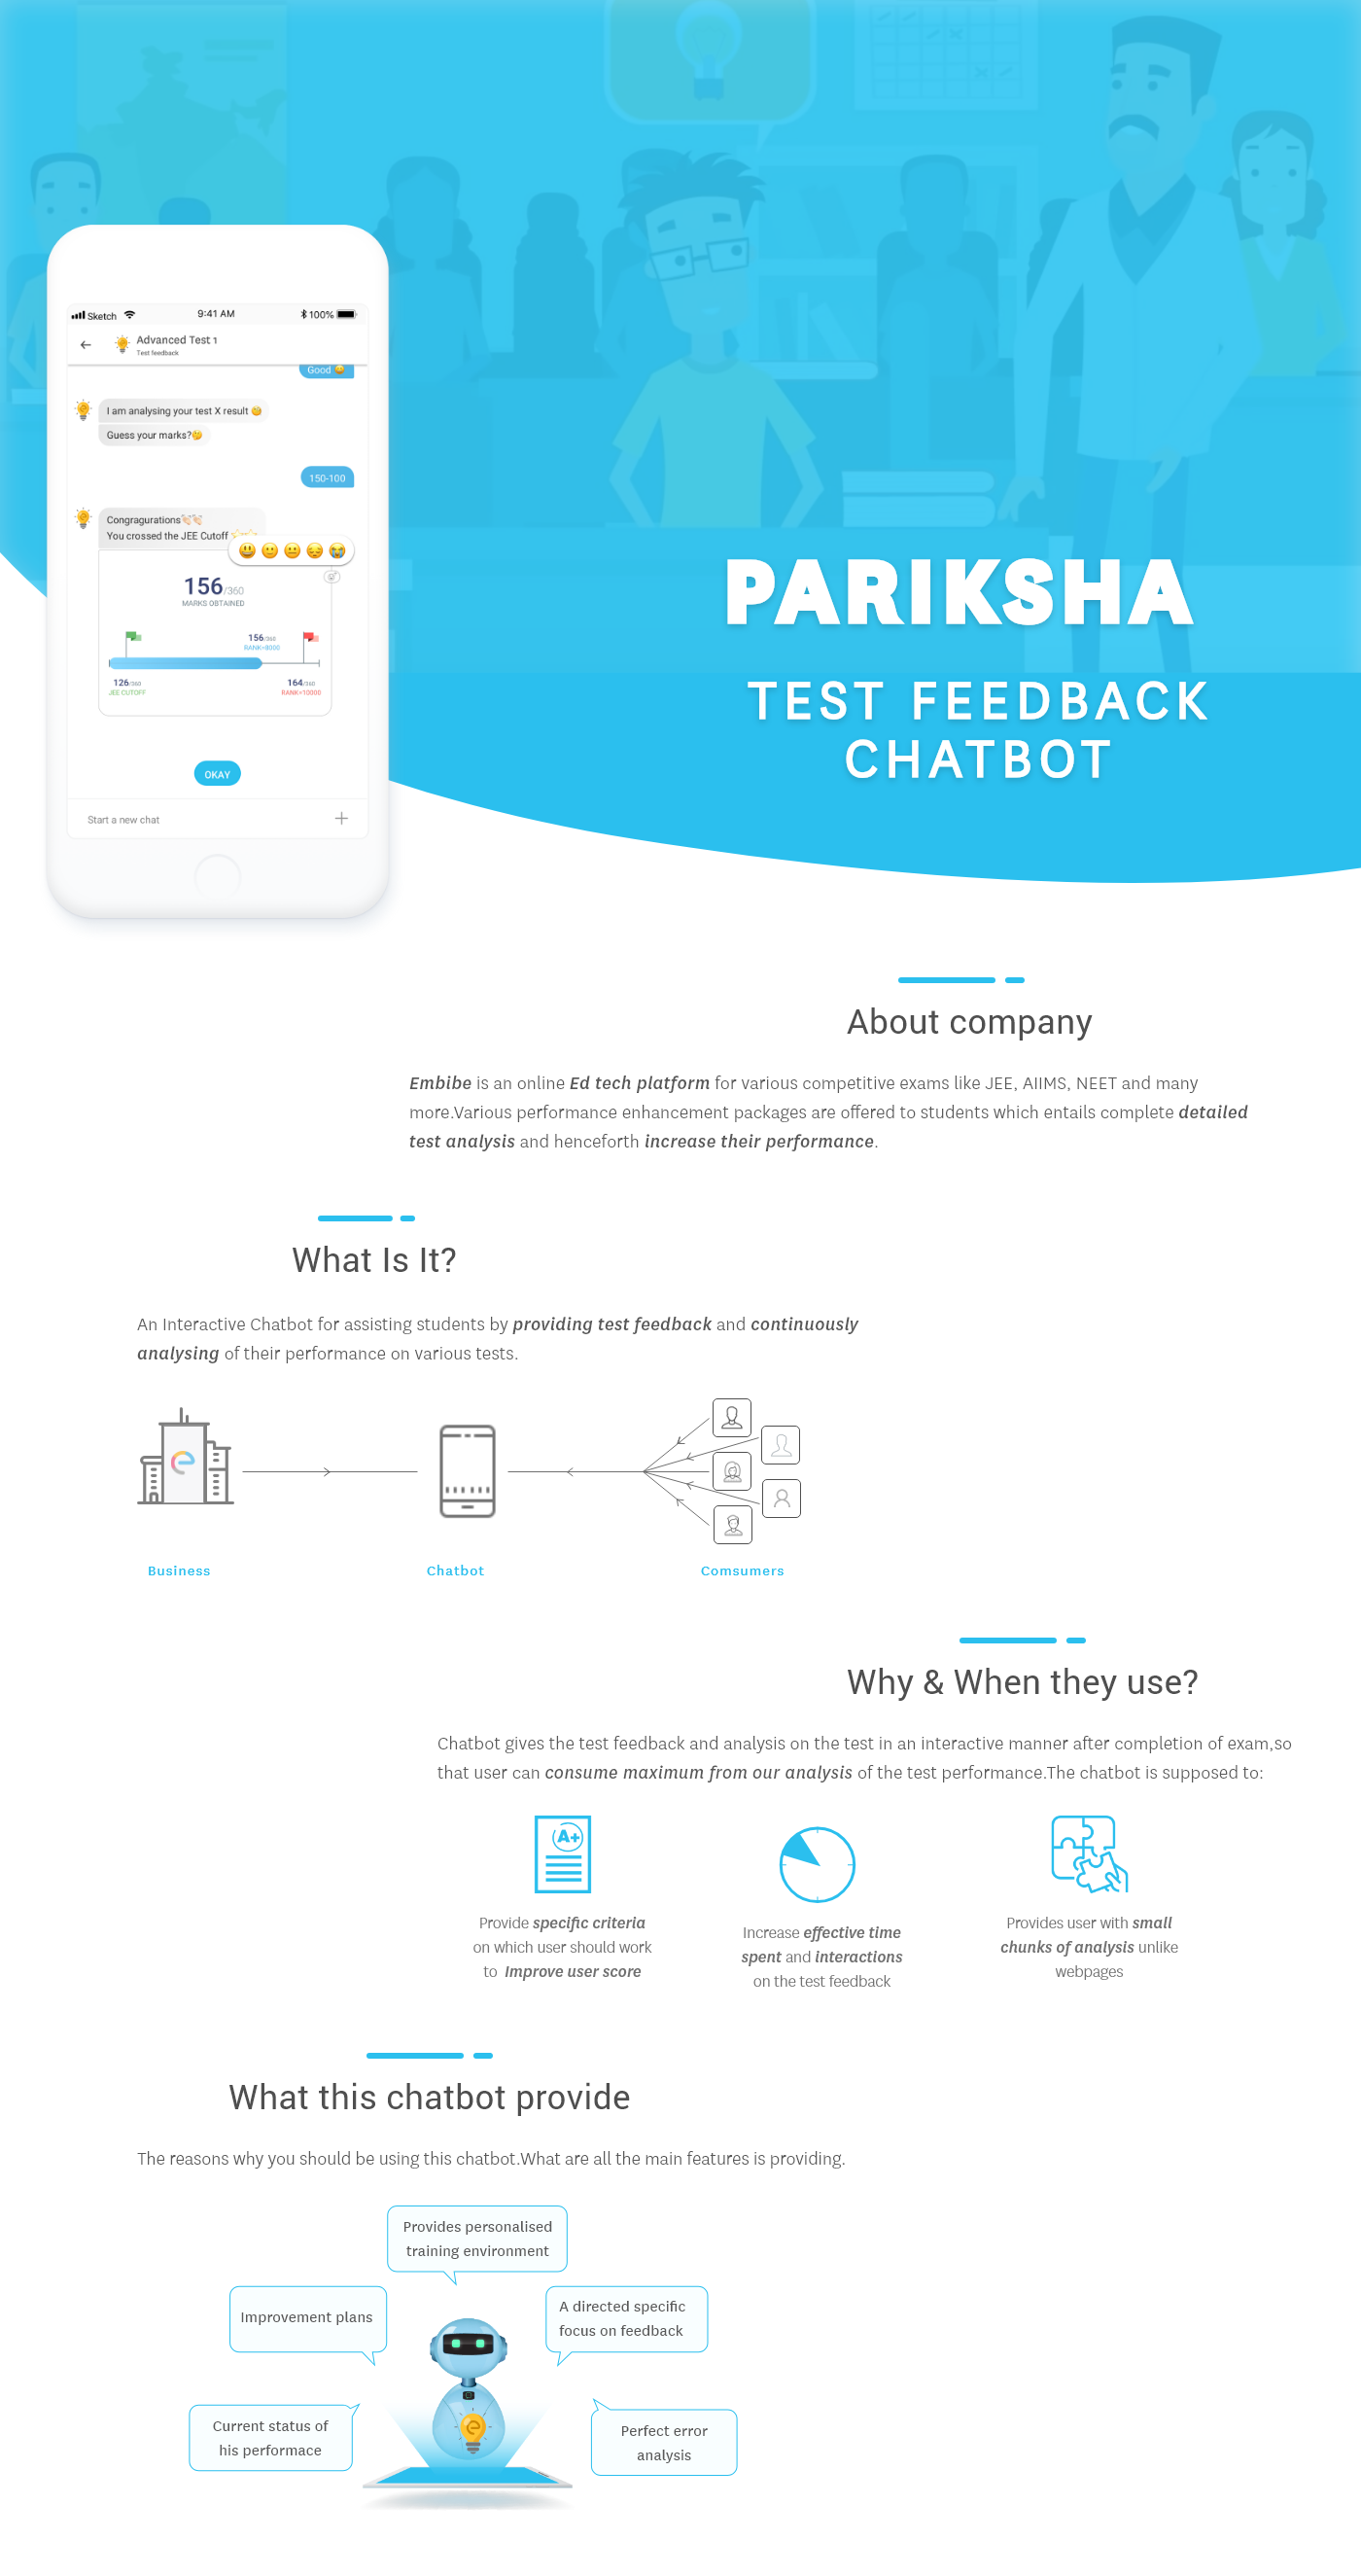 Sketch
9:41 AM
100%
Advanced Test 1
Test feedback
Good
I am analysing your test X result
Guess your marks?
150-100
Congragurations
You crossed the JEE Cutoff
156/360
MARKS OBTAINED
156/360
RANK=8000
126/360
JEE CUTOFF
164/360
RANK=10000
OKAY
Start a new chat
PARIKSHA
TEST FEEDBACK
CHATBOT
About company
Embibe is an online Ed tech platform for various competitive exams like JEE, AIIMS, NEET and many
more.Various performance enhancement packages are offered to students which entails complete detailed
test analysis and henceforth increase their performance.
What Is It?
An Interactive Chatbot for assisting students by providing test feedback and continuously
analysing of their performance on various tests.
e
Business
Chatbot
Comsumers
Why & When they use?
Chatbot gives the test feedback and analysis on the test in an interactive manner after completion of exam,so
that user can consume maximum from our analysis of the test performance.The chatbot is supposed to:
A+
Provide specific criteria
on which user should work
to Improve user score
Increase effective time
spent and interactions
on the test feedback
Provides user with small
chunks of analysis unlike
webpages
What this chatbot provide
The reasons why you should be using this chatbot.What are all the main features is providing.
Provides personalised
training environment
Improvement plans
A directed specific
focus on feedback
Current status of
his performace
Perfect error
analysis